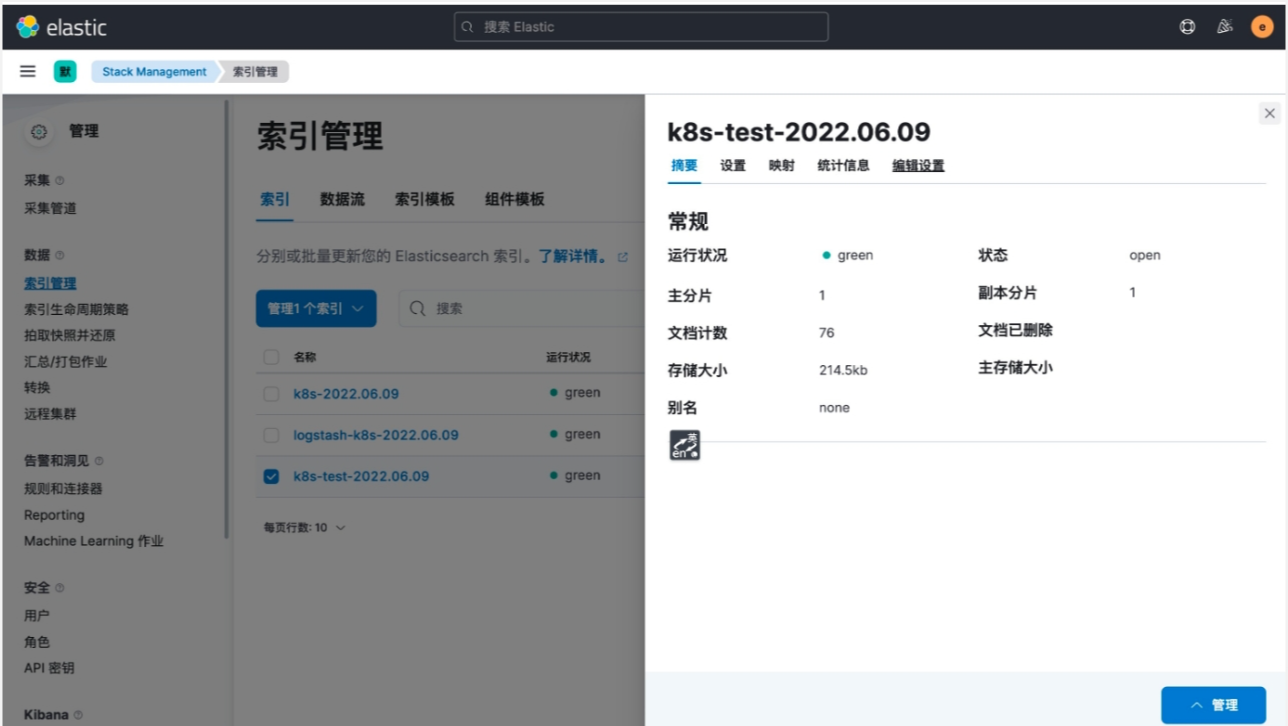 elastic
搜索 Elastic
e
默
Stack Management
索引管理
管理
采集
采集管道
数据
索引管理
索引生命周期策略
拍取快照并还原
汇总/打包作业
转换
远程集群
告警和洞见
规则和连接器
Reporting
Machine Learning 作业
安全
用户
角色
API 密钥
Kibana
索引管理
索引 数据流 索引模板 组件模板
分别或批量更新您的 Elasticsearch 索引。了解详情。
管理1 个索引
搜索
名称 运行状况
k8s-2022.06.09 green
logstash-k8s-2022.06.09 green
k8s-test-2022.06.09 green
每页行数: 10
k8s-test-2022.06.09
摘要 设置 映射 统计信息 编辑设置
常规
运行状况 green 状态 open
主分片 1 副本分片 1
文档计数 76 文档已删除
存储大小 214.5kb 主存储大小
别名 none
英
en
管理